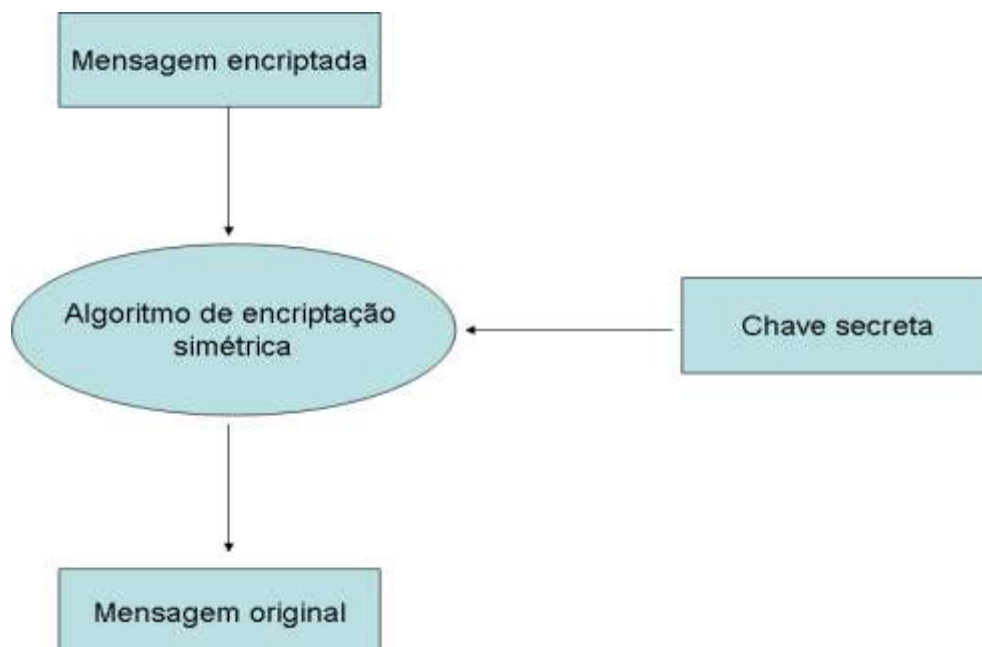 Mensagem encriptada
Algoritmo de encriptação
simétrica
Chave secreta
Mensagem original